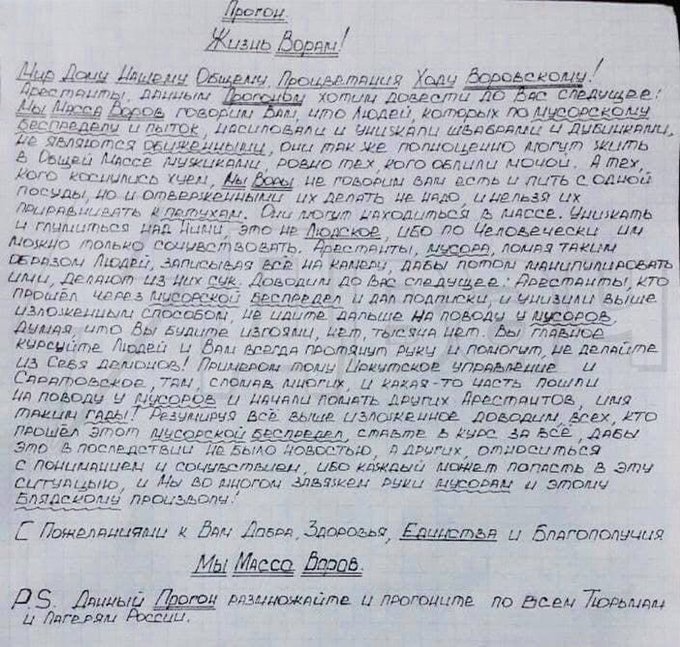 Прогон.
Жизнь Ворам!
Мир Дому Нашему Общему, Процветания Ходу Воровскому!
Арестанты, данным Прогоном хотим довести до Вас следущее:
Мы Масса Воров говорим Вам, что людей, которых по мусорскому
беспределу и пыток, насиловали и унижали швабрами и дубинками,
не являются обиженными, они так же полноценно могут жить
в Общей Массе мужиками, ровно тех, кого облили мочой. А тех,
кого коснулись хуем, Мы Воры не говорим вам есть и пить с одной
посуды, но и отверженными их делать не надо, и нельзя их
приравнивать к петухам. Они могут находиться в массе. Унижать
и глумиться над ними, это не Людское, ибо по Человечески им
можно только сочувствовать. Арестанты, мусора, ломая таким
образом людей, записывая всё на камеру, дабы потом манипулировать
ими, делают из них сук. Доводим до Вас следущее: Арестанты, кто
прошёл через мусорской беспредел и дал подписки, и унизили выше
изложенным способом, не идите дальше на поводу у мусоров,
думая, что Вы будите изгоями, нет, тысяча нет. Вы главное
курсуйте людей и Вам всегда протянут руку и помогут, не делайте
из себя демонов! Примером тому Иркутское управление и
Саратовское, там, сломав многих, и какая-то часть пошли
на поводу у мусоров и начали ломать других Арестантов, имя
таким гады! Резумируя всё выше изложенное доводим, всех, кто
прошёл этот мусорской беспредел, ставте в курс за всё, дабы
это в последствии не было новостью, а других, относиться
с пониманием и сочувствием, ибо каждый может попасть в эту
ситуацыю, и Мы во многом завяжем руки мусорам и этому
блядскому произволу!
С Пожеланиями к Вам Добра, Здоровья, Единства и Благополучия
Мы Масса Воров.
P.S. Данный Прогон размножайте и прогоните по всем Тюрьмам
и Лагерям России.